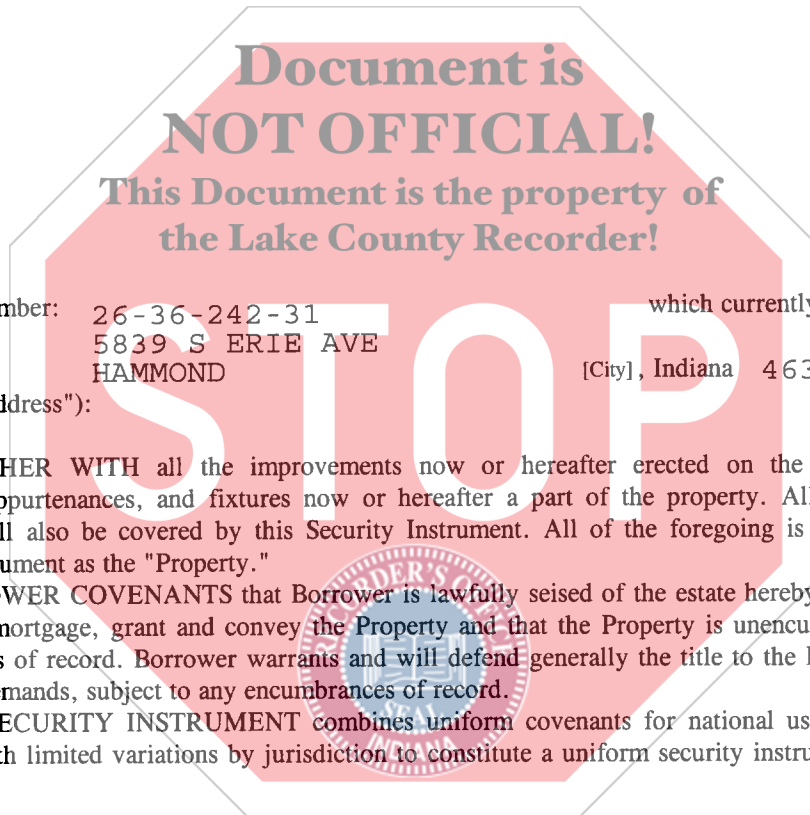 Document is
NOT OFFICIAL!
This Document is the property of
the Lake County Recorder!
STOP
mber: 26-36-242-31 which currently
5839 S ERIE AVE
HAMMOND [City], Indiana 463
ddress"):
HER WITH all the improvements now or hereafter erected on the
ppurtenances, and fixtures now or hereafter a part of the property. All
ll also be covered by this Security Instrument. All of the foregoing is
ument as the "Property."
OWER COVENANTS that Borrower is lawfully seised of the estate hereby
mortgage, grant and convey the Property and that the Property is unencu
s of record. Borrower warrants and will defend generally the title to the
emands, subject to any encumbrances of record.
ECURITY INSTRUMENT combines uniform covenants for national us
th limited variations by jurisdiction to constitute a uniform security instru
RECORDER'S OFFICE
SEAL
INDIANA